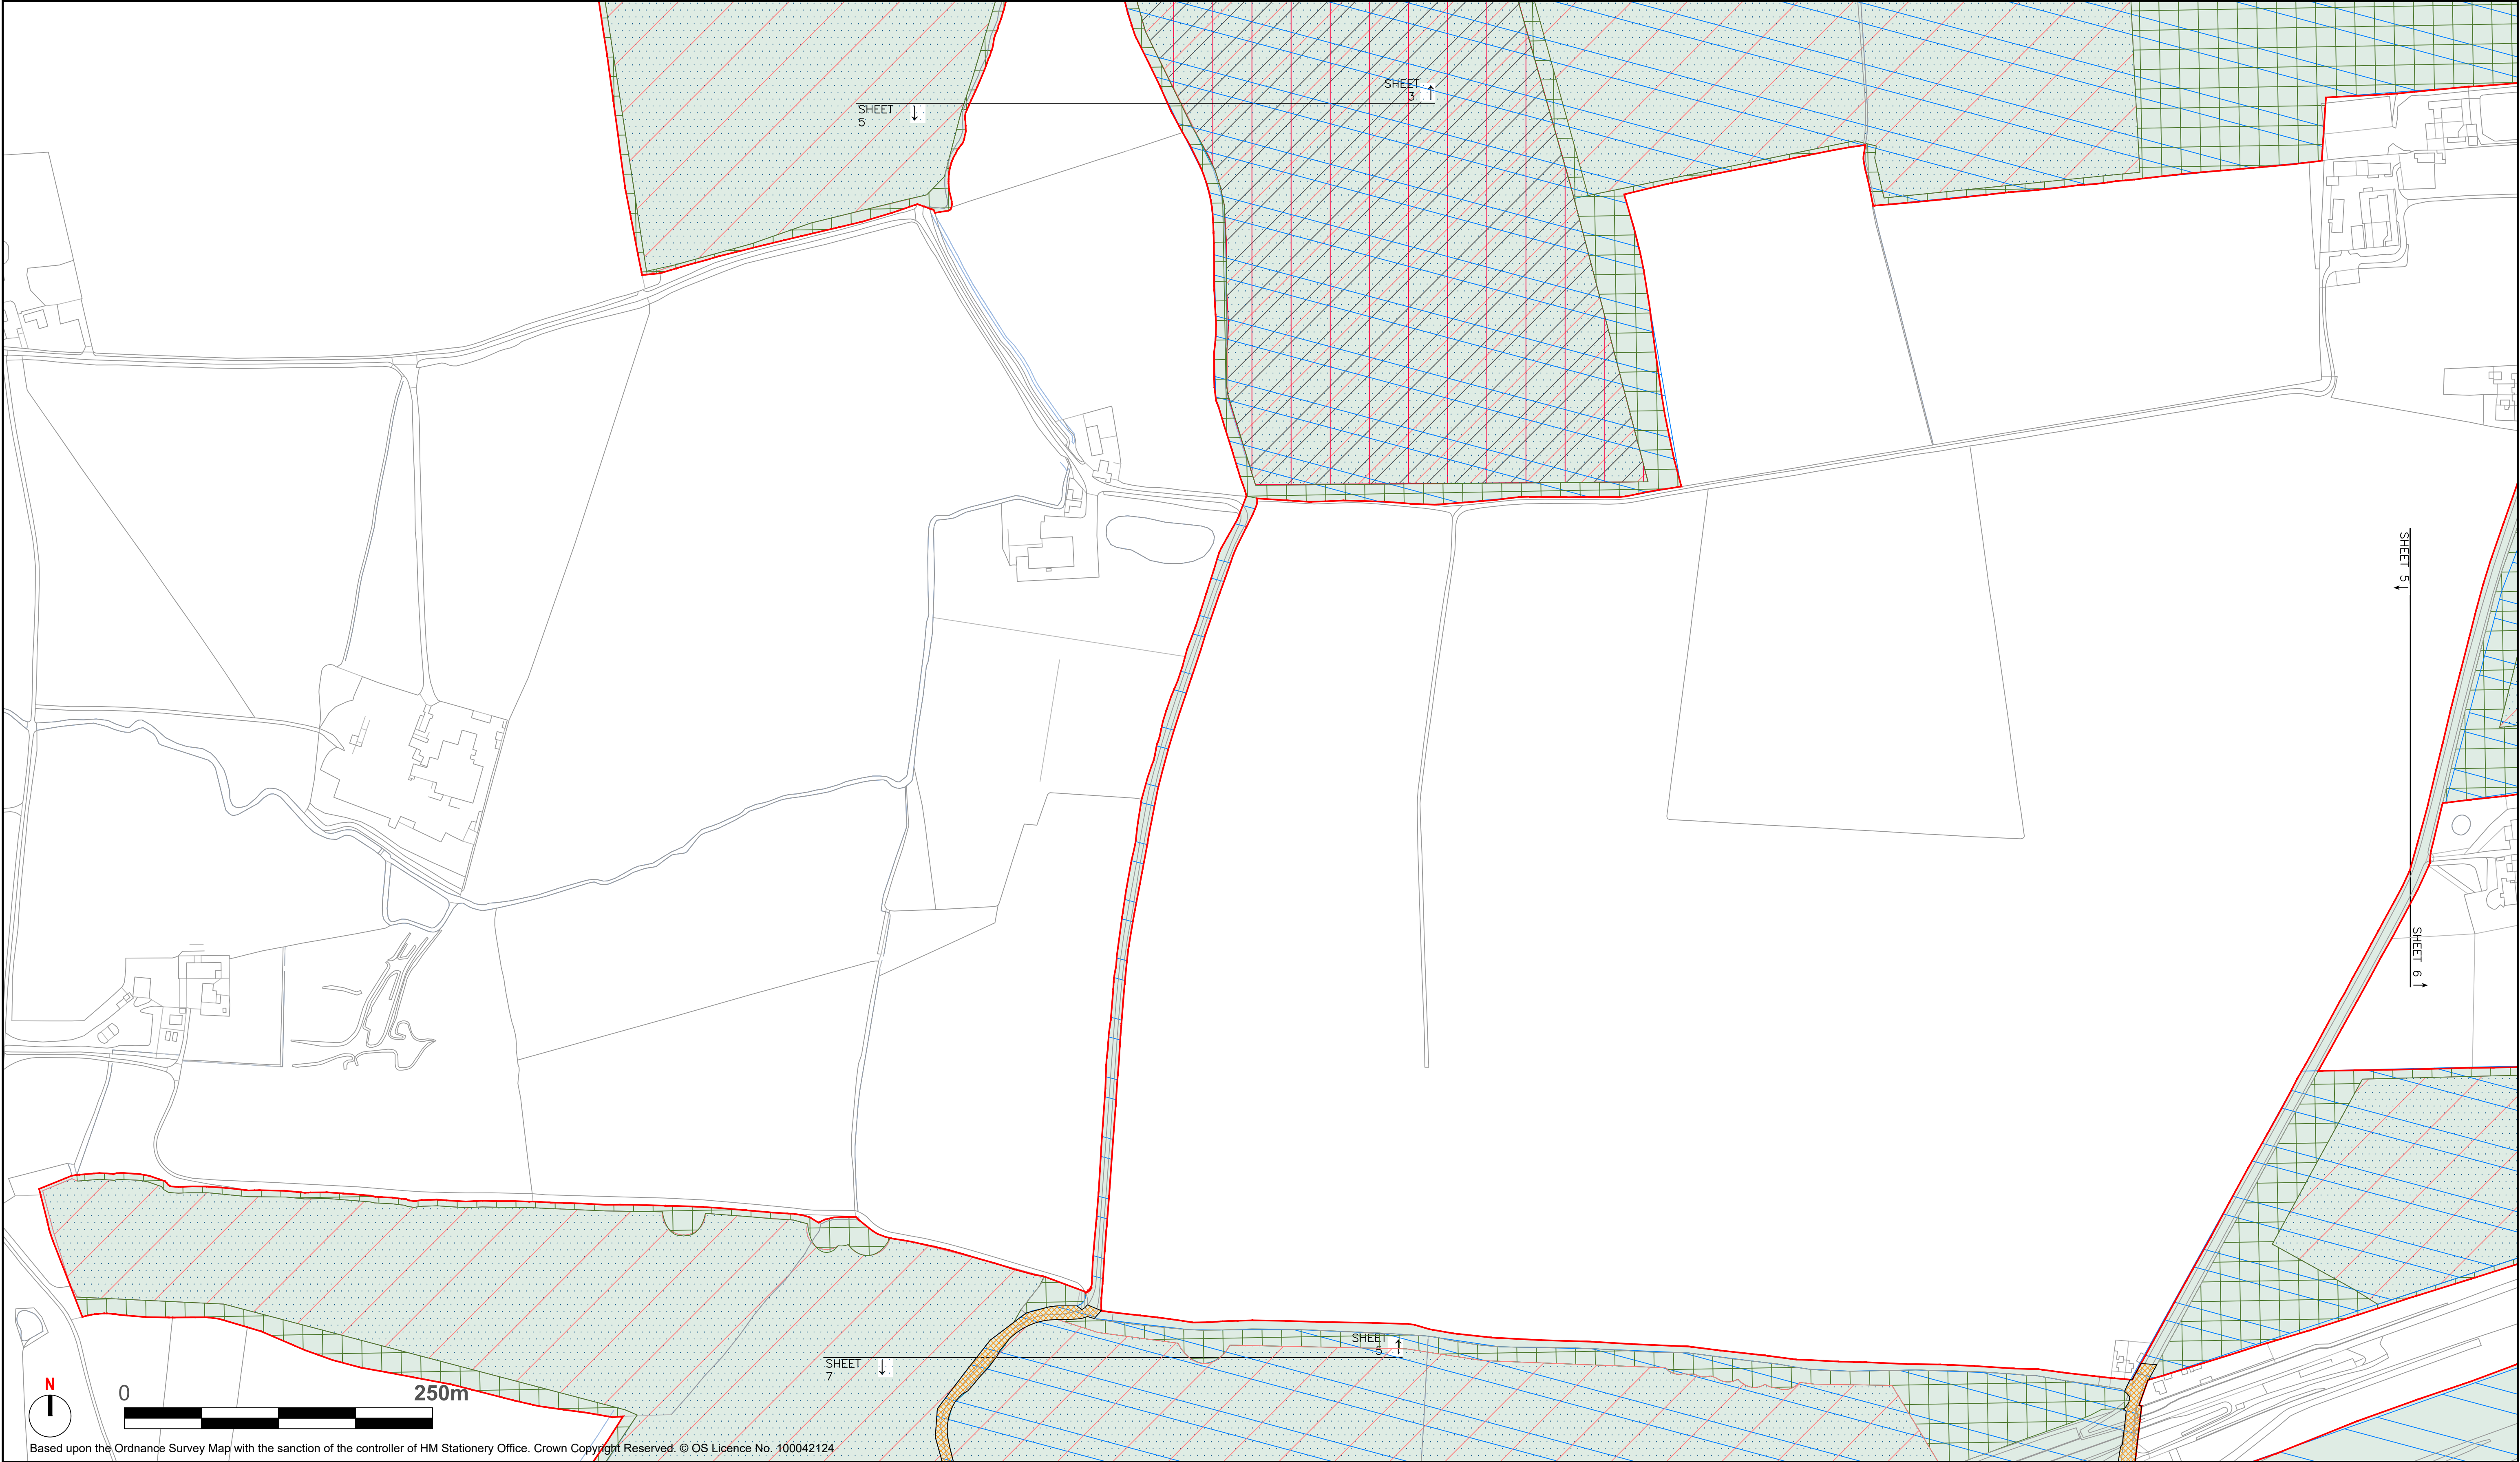 SHEET
3
SHEET
5
SHEET 5
SHEET 6
SHEET
5
SHEET
7
N
0
250m
Based upon the Ordnance Survey Map with the sanction of the controller of HM Stationery Office. Crown Copyright Reserved. © OS Licence No. 100042124